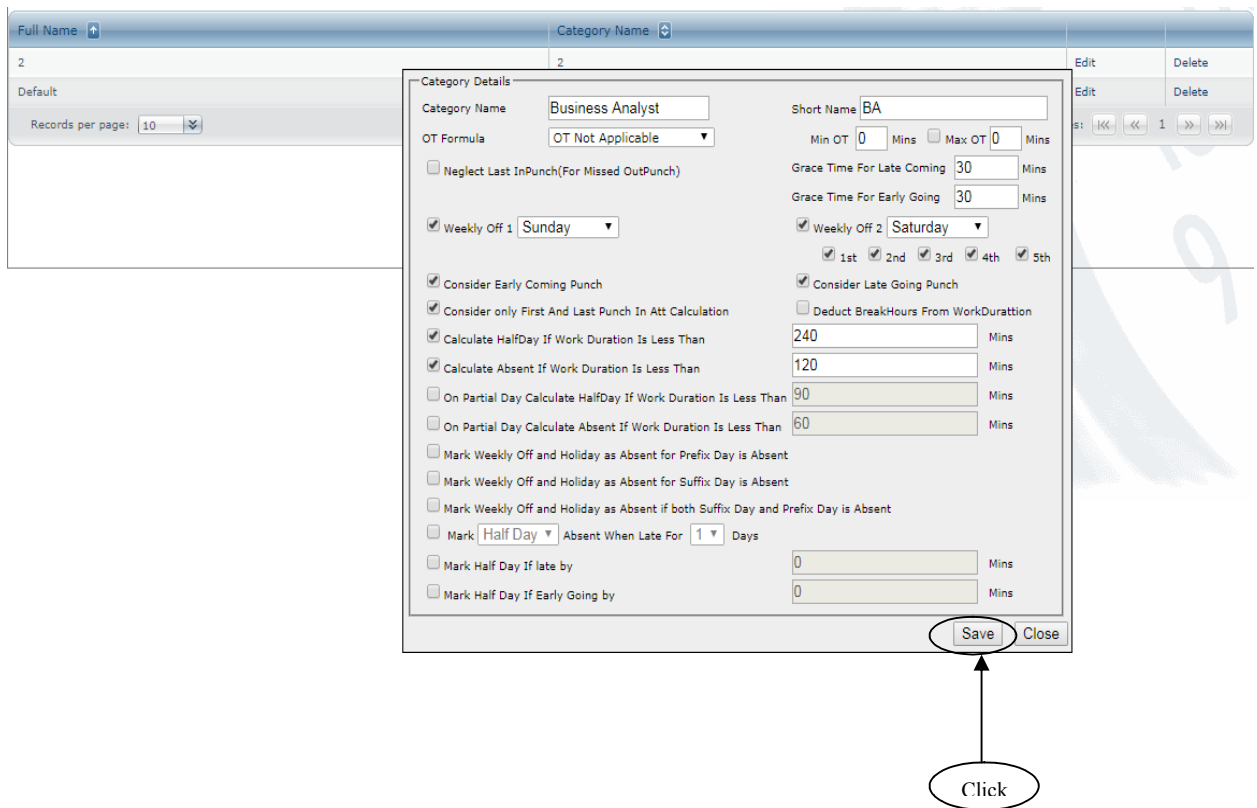 Full Name Category Name
2 2 Edit Delete
Default Edit Delete
Records per page: 10 s: 1
Category Details
Category Name Business Analyst Short Name BA
OT Formula OT Not Applicable Min OT 0 Mins Max OT 0 Mins
Neglect Last InPunch(For Missed OutPunch) Grace Time For Late Coming 30 Mins
Grace Time For Early Going 30 Mins
Weekly Off 1 Sunday Weekly Off 2 Saturday
1st 2nd 3rd 4th 5th
Consider Early Coming Punch Consider Late Going Punch
Consider only First And Last Punch In Att Calculation Deduct BreakHours From WorkDurattion
Calculate HalfDay If Work Duration Is Less Than 240 Mins
Calculate Absent If Work Duration Is Less Than 120 Mins
On Partial Day Calculate HalfDay If Work Duration Is Less Than 90 Mins
On Partial Day Calculate Absent If Work Duration Is Less Than 60 Mins
Mark Weekly Off and Holiday as Absent for Prefix Day is Absent
Mark Weekly Off and Holiday as Absent for Suffix Day is Absent
Mark Weekly Off and Holiday as Absent if both Suffix Day and Prefix Day is Absent
Mark Half Day Absent When Late For 1 Days
Mark Half Day If late by 0 Mins
Mark Half Day If Early Going by 0 Mins
Save Close
Click
9